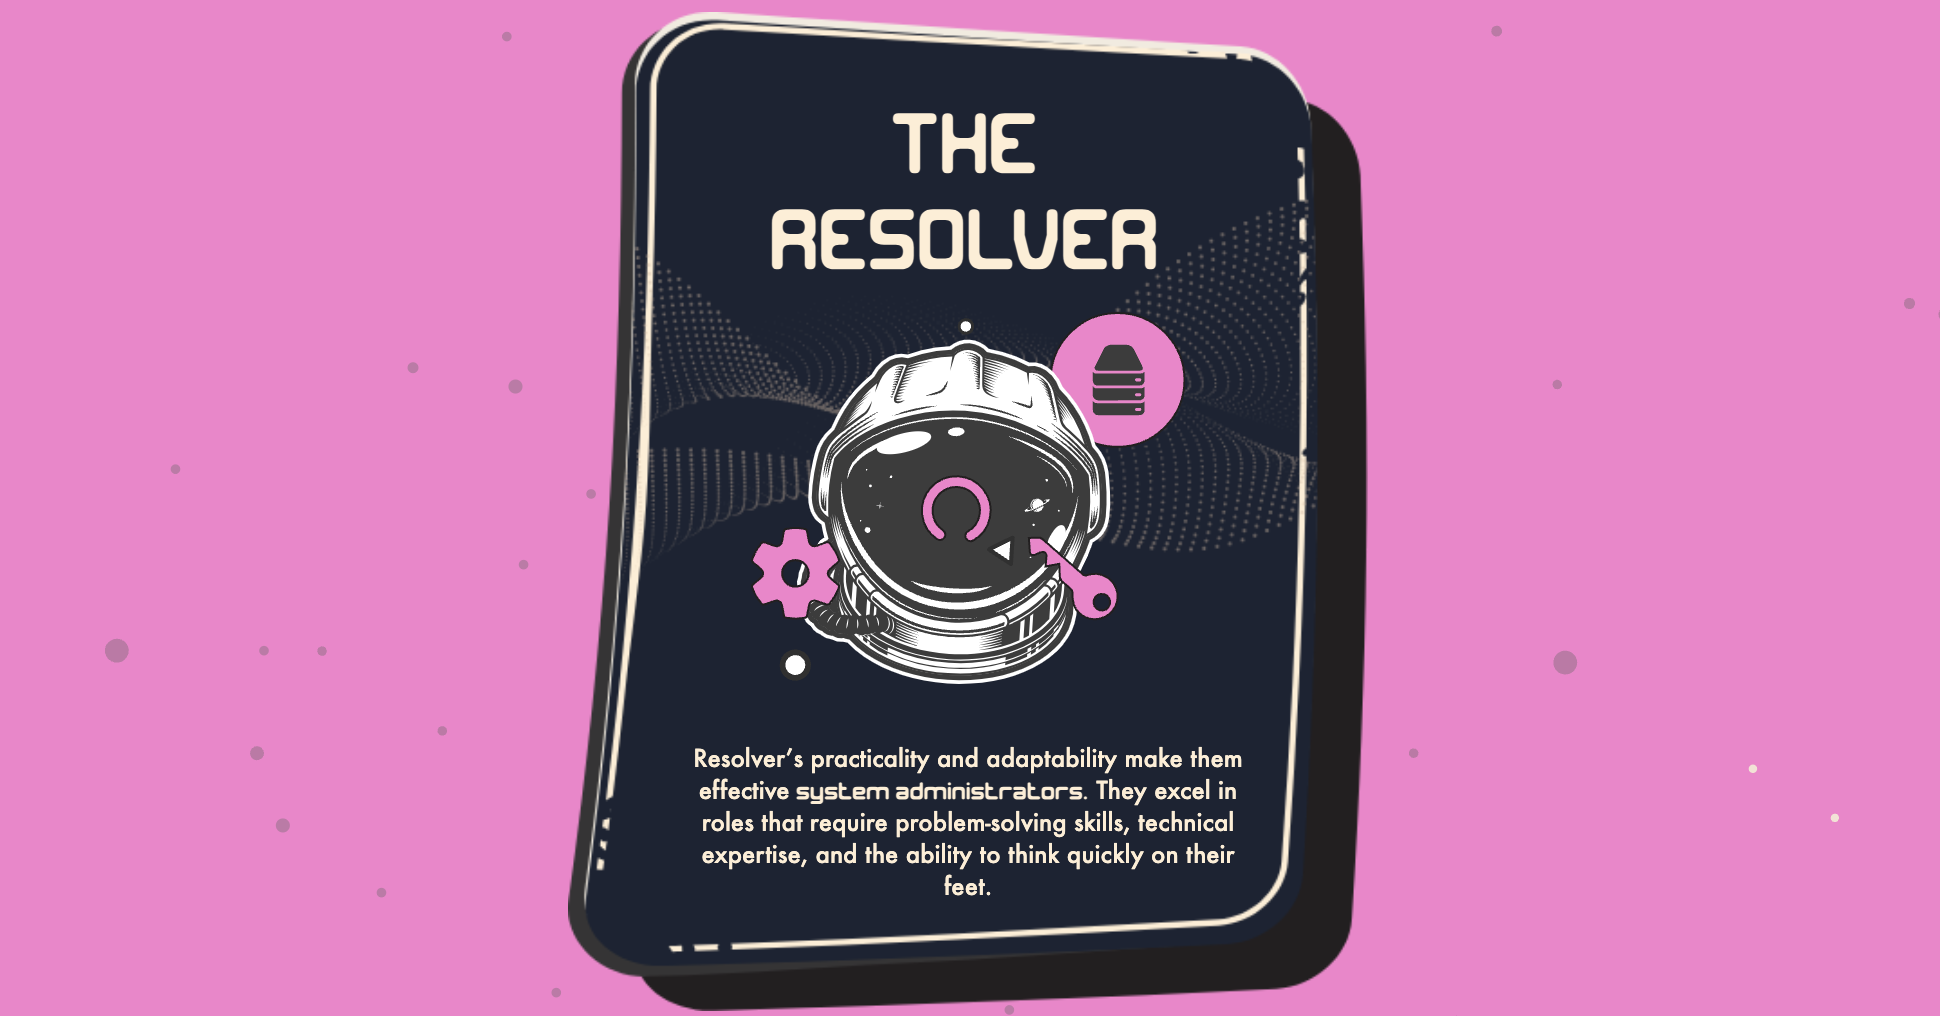 THE
RESOLVER
Resolver's practicality and adaptability make them
effective system administrators. They excel in
roles that require problem-solving skills, technical
expertise, and the ability to think quickly on their
feet.